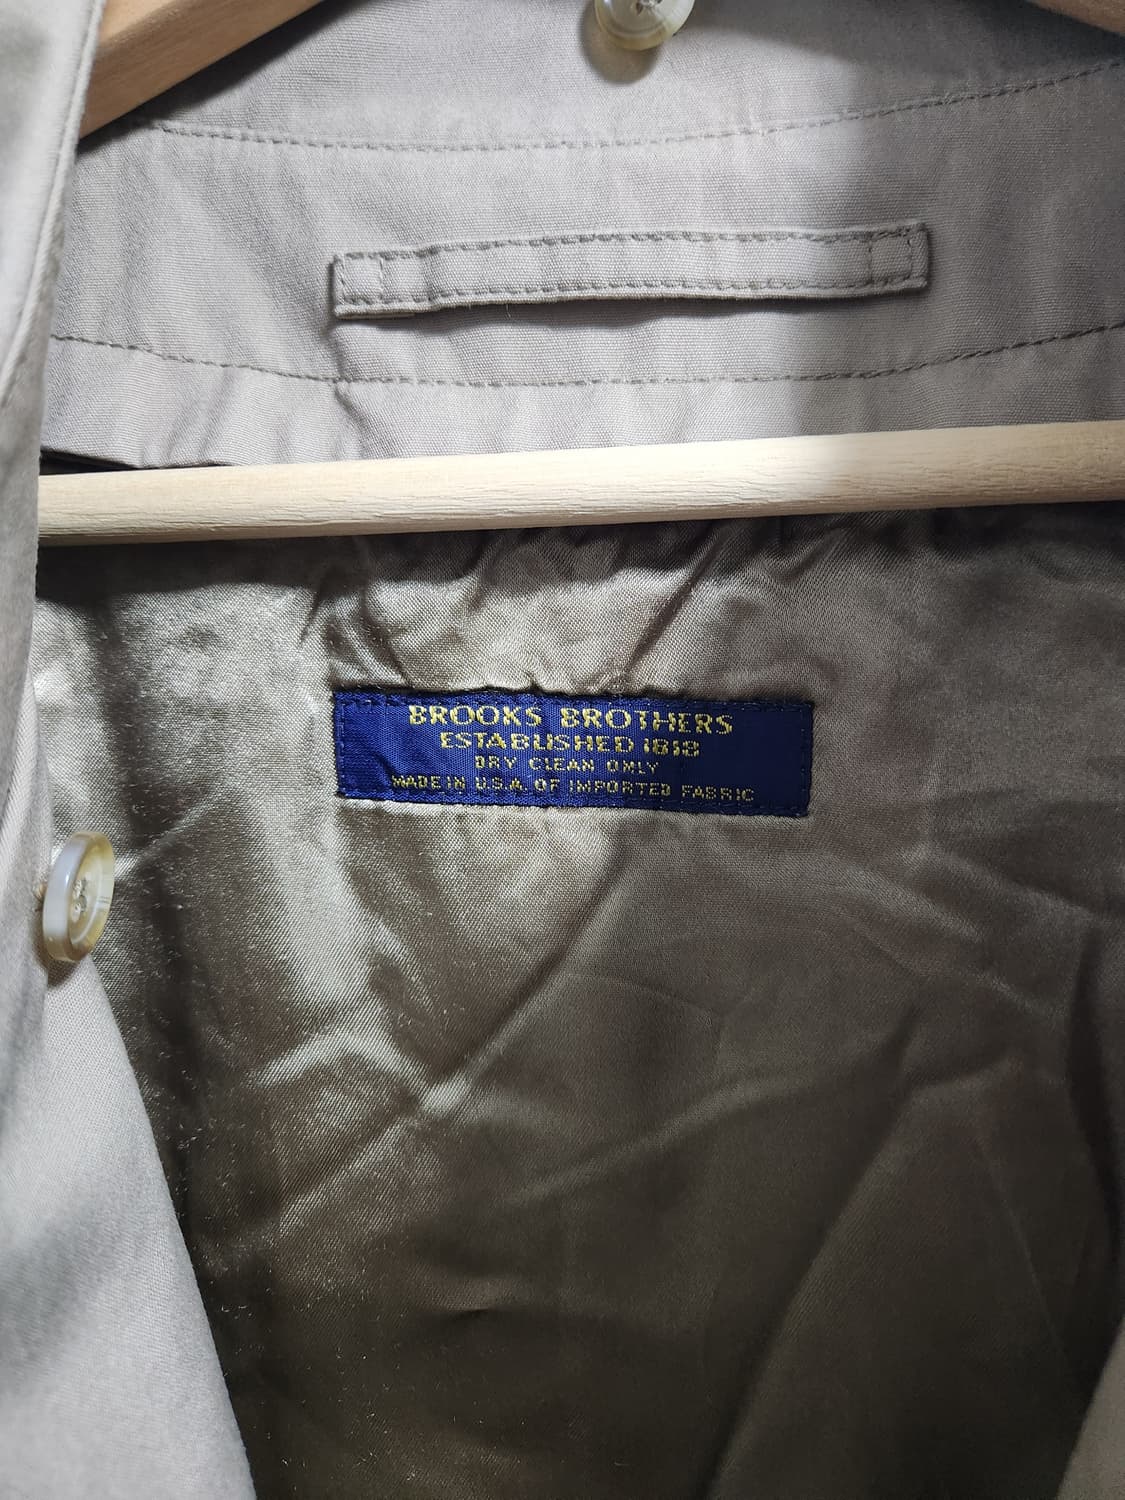 BROOKS BROTHERS
ESTABLISHED 1818
DRY CLEAN ONLY
MADE IN U.S.A. OF IMPORTED FABRIC